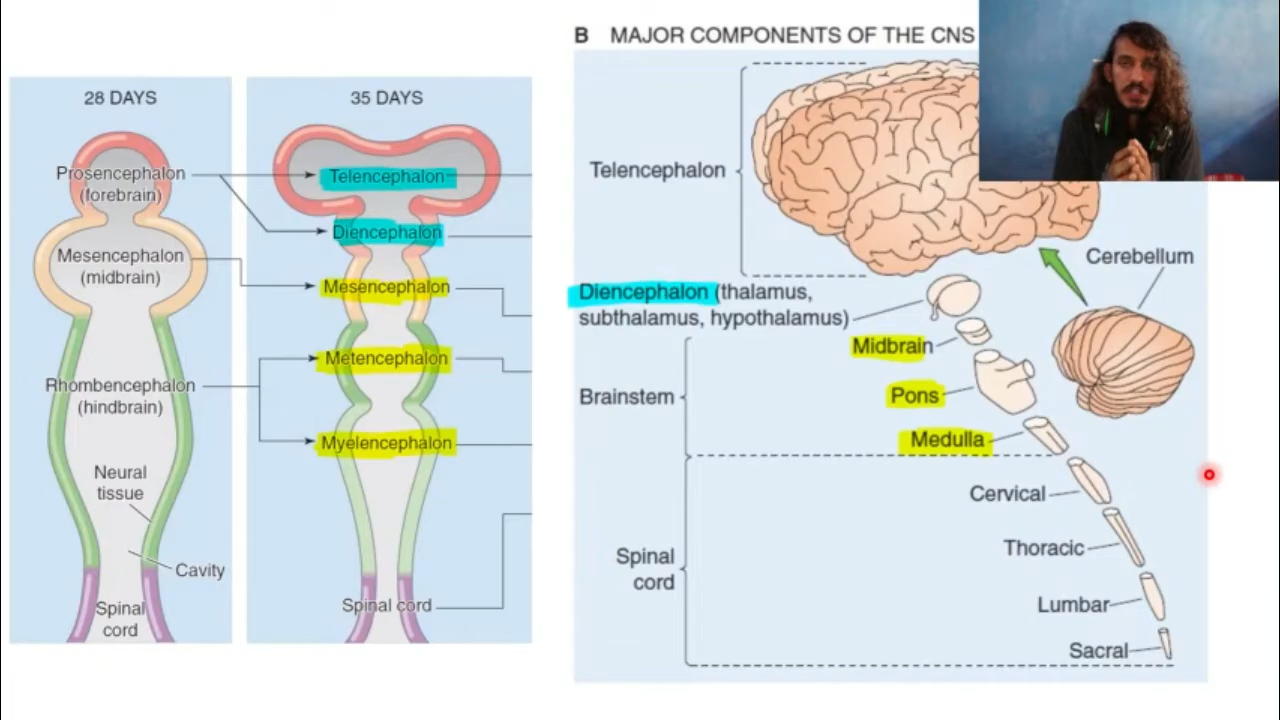 28 DAYS
Prosencephalon
(forebrain)
Mesencephalon
(midbrain)
Rhombencephalon
(hindbrain)
Neural
tissue
Cavity
Spinal
cord
35 DAYS
Telencephalon
Diencephalon
Mesencephalon
Metencephalon
Myelencephalon
Spinal cord
B MAJOR COMPONENTS OF THE CNS
Telencephalon
Cerebellum
Diencephalon (thalamus,
subthalamus, hypothalamus)
Midbrain
Brainstem
Pons
Medulla
Cervical
Thoracic
Spinal
cord
Lumbar
Sacral